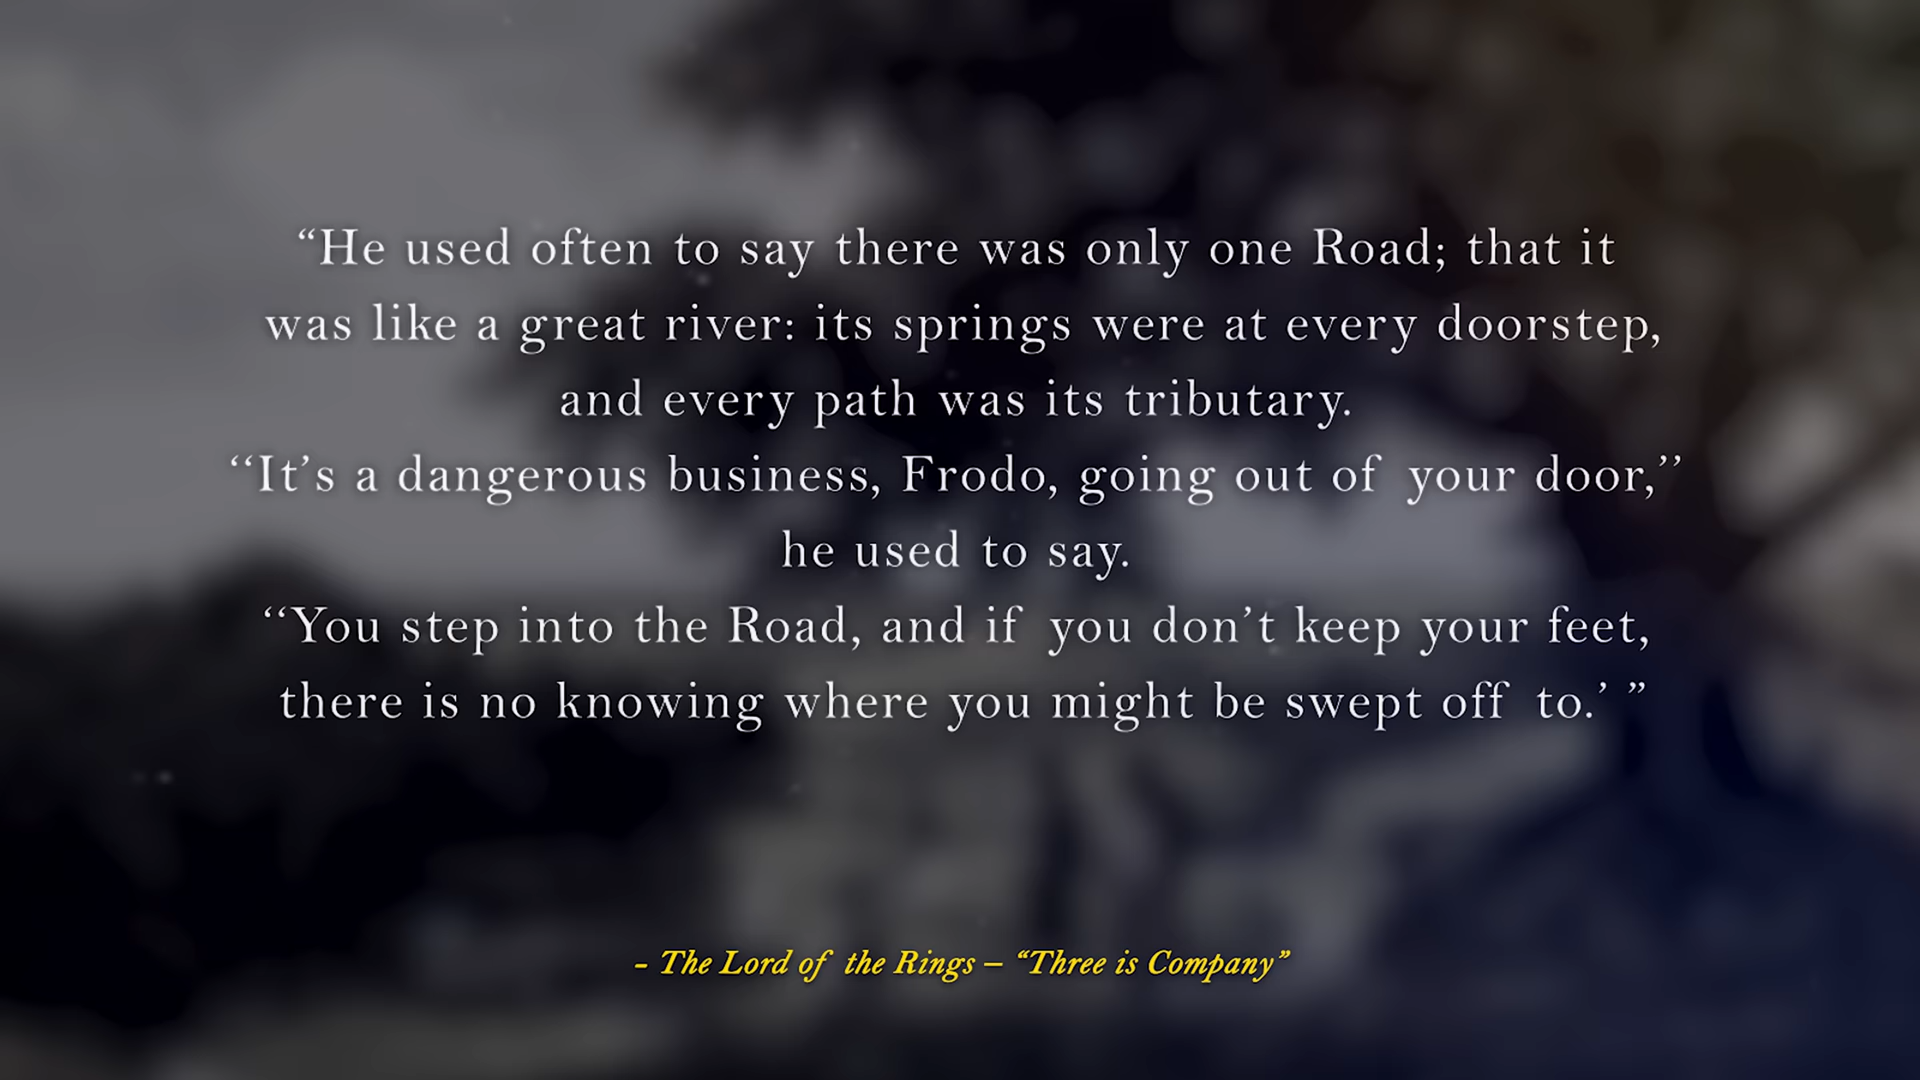 “He used often to say there was only one Road; that it
was like a great river: its springs were at every doorstep,
and every path was its tributary.
‘‘It’s a dangerous business, Frodo, going out of your door,’’
he used to say.
‘‘You step into the Road, and if you don’t keep your feet,
there is no knowing where you might be swept off to.’ ”
- The Lord of the Rings – “Three is Company”